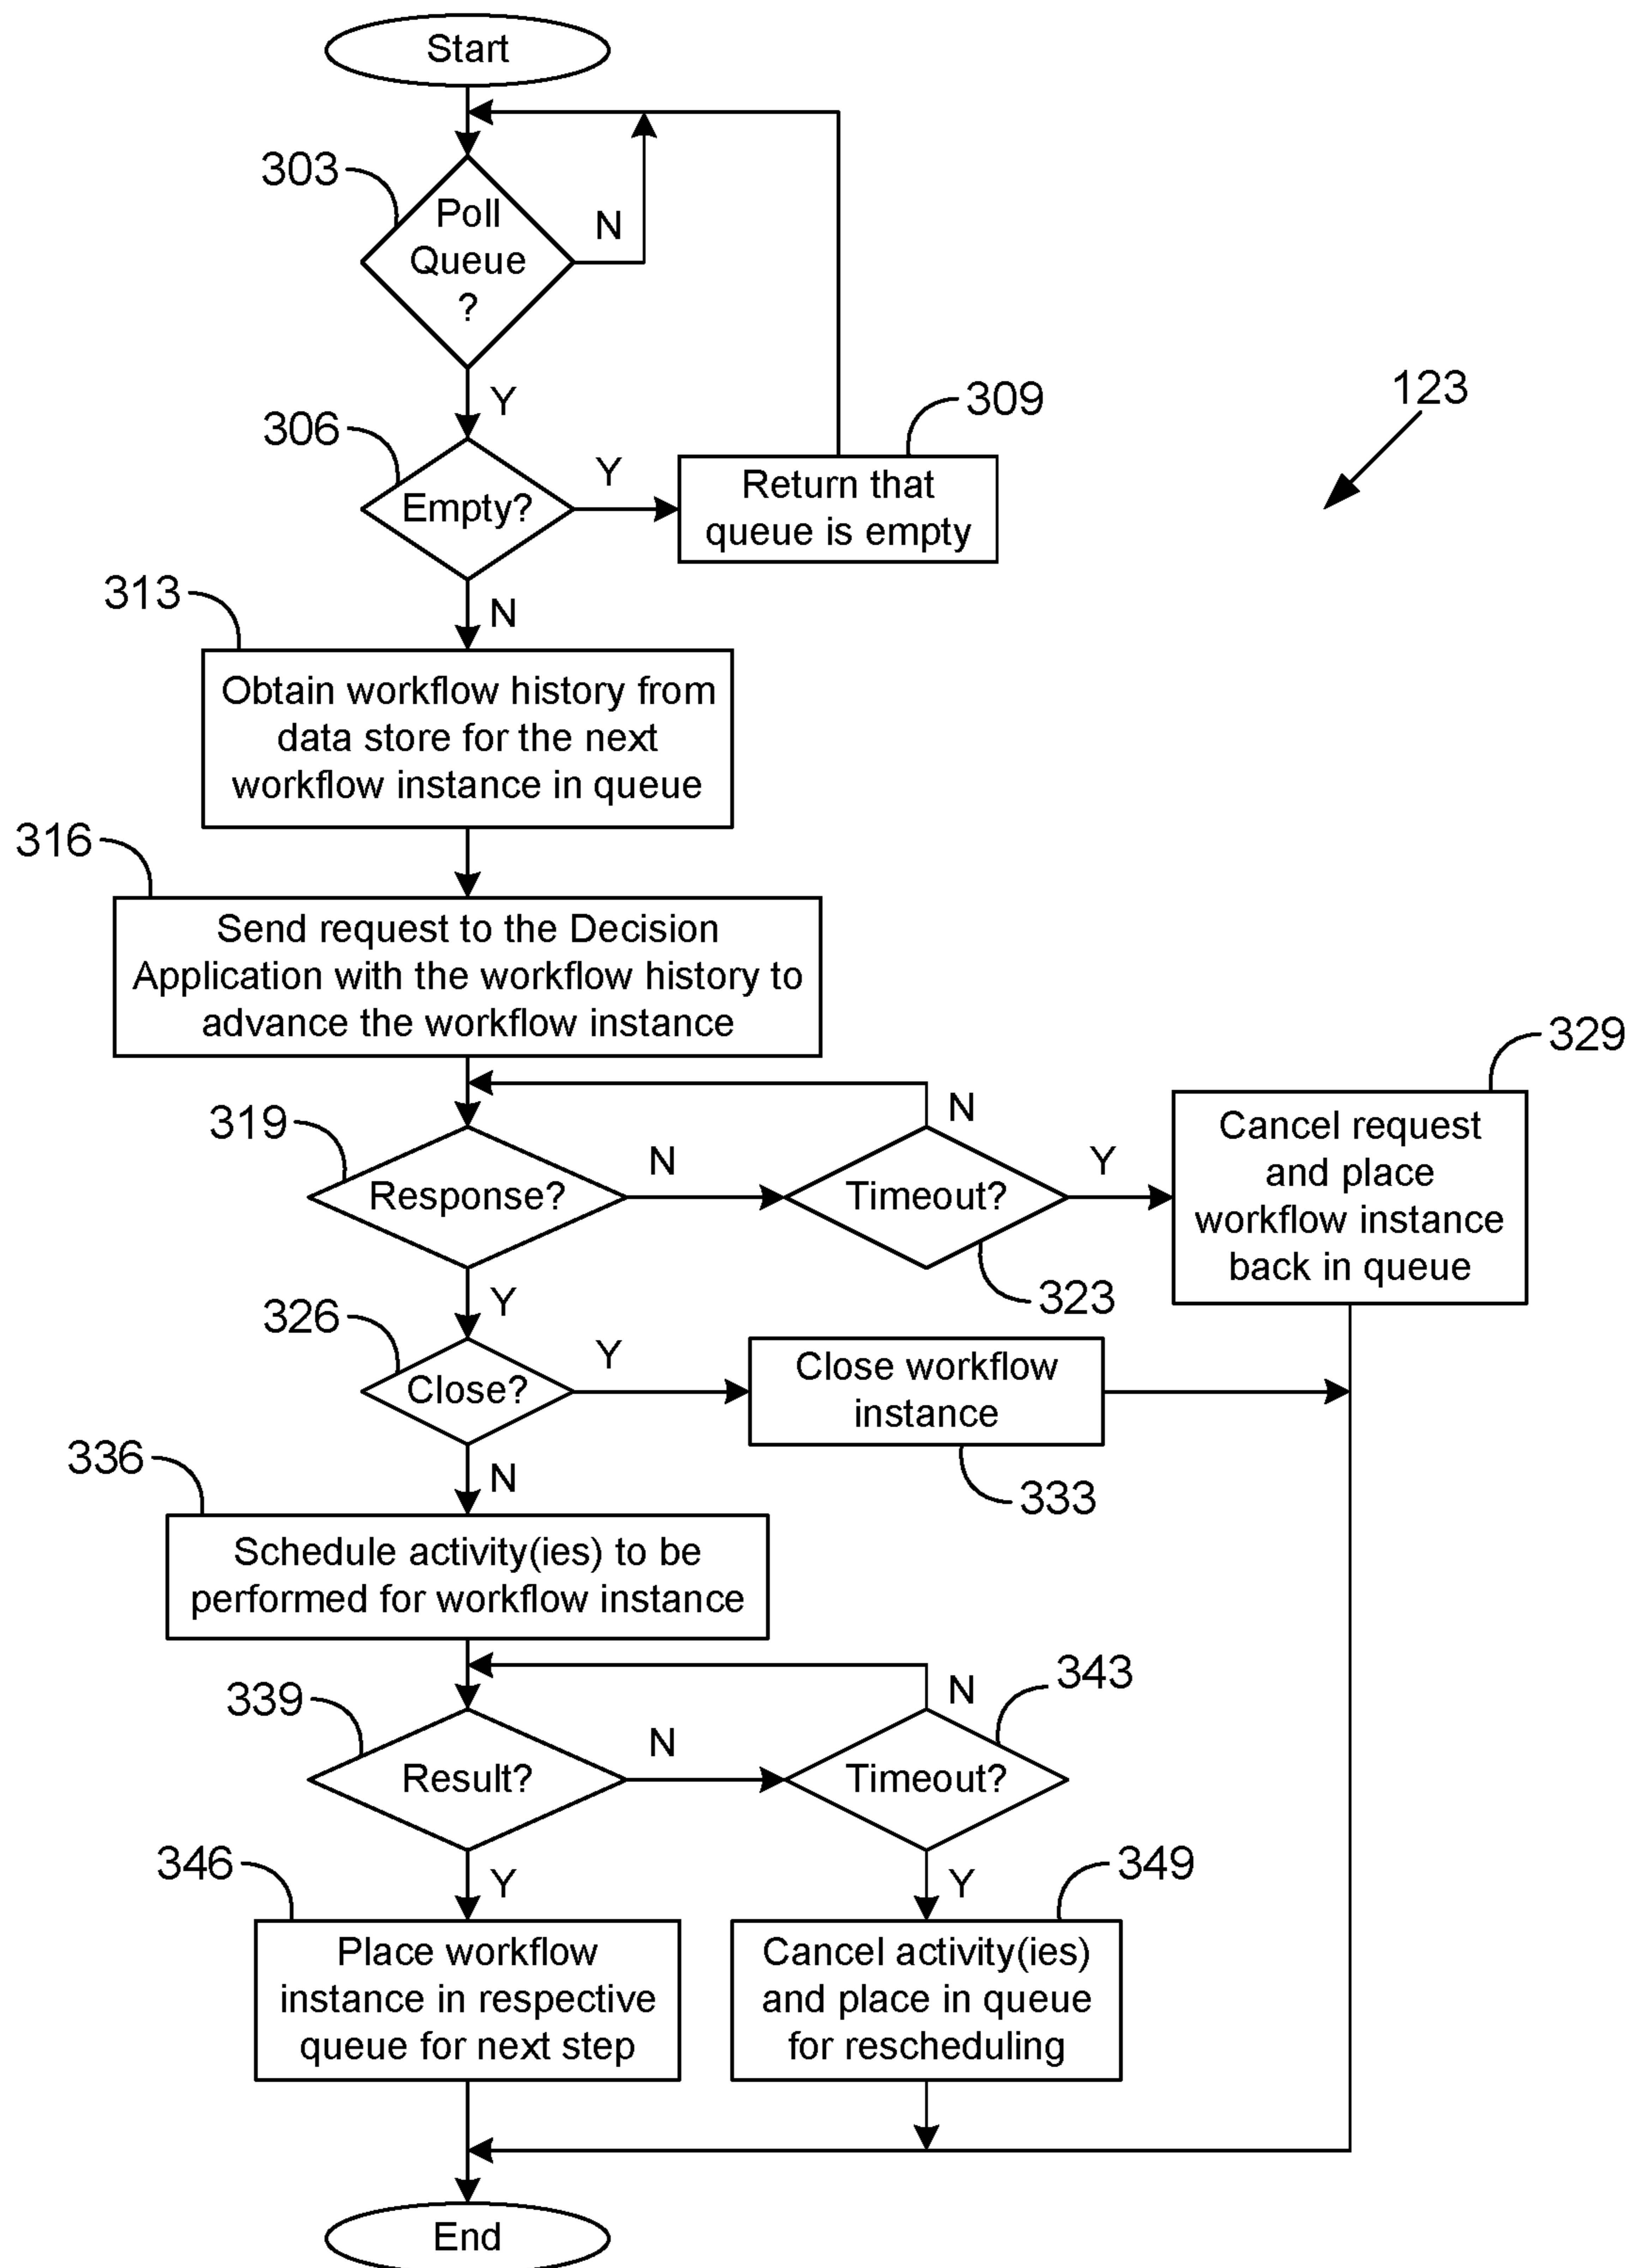 Start
303
Poll
Queue
?
N
Y
306
Empty?
Y
309
Return that
queue is empty
123
N
313
Obtain workflow history from
data store for the next
workflow instance in queue
316
Send request to the Decision
Application with the workflow history to
advance the workflow instance
319
Response?
N
Timeout?
N
323
Y
329
Cancel request
and place
workflow instance
back in queue
Y
326
Close?
Y
Close workflow
instance
333
N
336
Schedule activity(ies) to be
performed for workflow instance
339
Result?
N
Timeout?
N
343
Y
346
Place workflow
instance in respective
queue for next step
Y
349
Cancel activity(ies)
and place in queue
for rescheduling
End